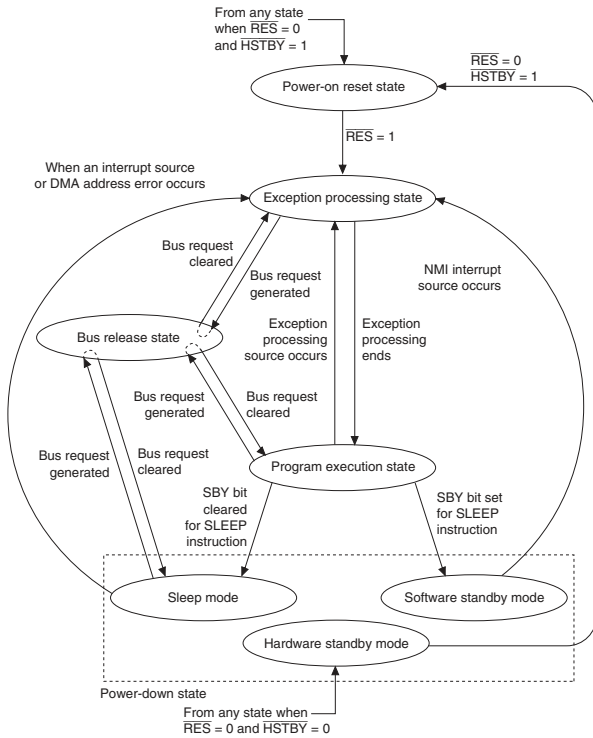 From any state
when RES = 0
and HSTBY = 1
RES = 0
HSTBY = 1
Power-on reset state
RES = 1
When an interrupt source
or DMA address error occurs
Exception processing state
Bus request
cleared
Bus request
generated
NMI interrupt
source occurs
Exception
processing
source occurs
Exception
processing
ends
Bus release state
Bus request
generated
Bus request
cleared
Bus request
generated
Bus request
cleared
Program execution state
SBY bit
cleared
for SLEEP
instruction
SBY bit set
for SLEEP
instruction
Sleep mode
Software standby mode
Hardware standby mode
Power-down state
From any state when
RES = 0 and HSTBY = 0